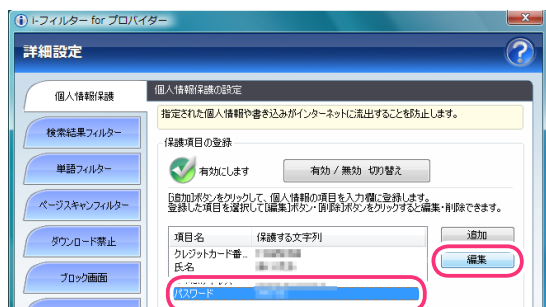 i-フィルター for プロバイダー
詳細設定
?
個人情報保護
個人情報保護の設定
指定された個人情報や書き込みがインターネットに流出することを防止します。
検索結果フィルター
保護項目の登録
有効にします
有効 / 無効 切り替え
単語フィルター
ページスキャンフィルター
[追加]ボタンをクリックして、個人情報の項目を入力欄に登録します。
登録した項目を選択して[編集]ボタン・[削除]ボタンをクリックすると編集・削除できます。
ダウンロード禁止
項目名 保護する文字列
追加
クレジットカード番...
編集
氏名
ブロック画面
パスワード